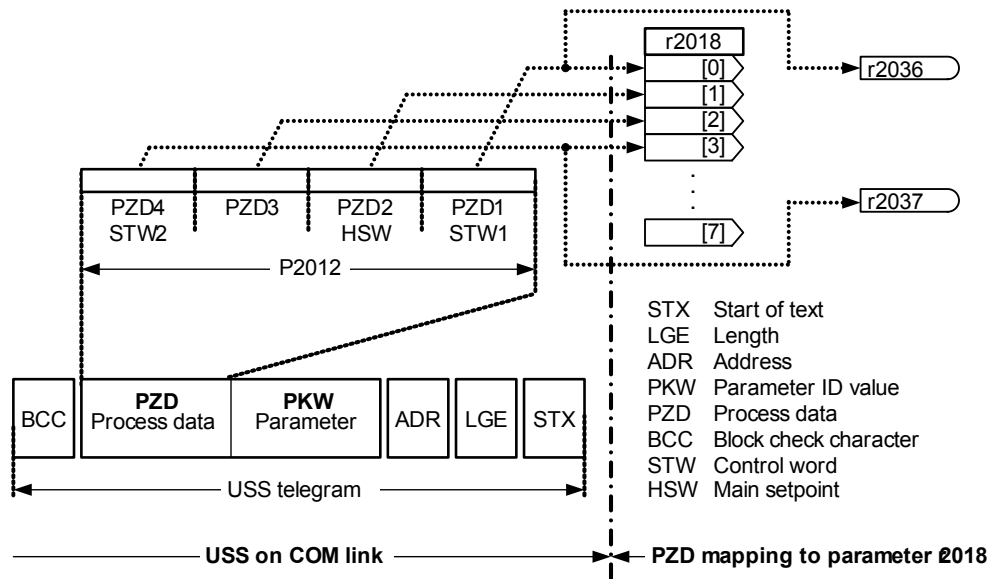 r2018
[0]
r2036
[1]
[2]
[3]
PZD4 PZD3 PZD2 PZD1
STW2 HSW STW1
r2037
[7]
P2012
STX Start of text
LGE Length
ADR Address
PKW Parameter ID value
PZD Process data
BCC Block check character
STW Control word
HSW Main setpoint
BCC
PZD
Process data
PKW
Parameter
ADR
LGE
STX
USS telegram
USS on COM link
PZD mapping to parameter r2018